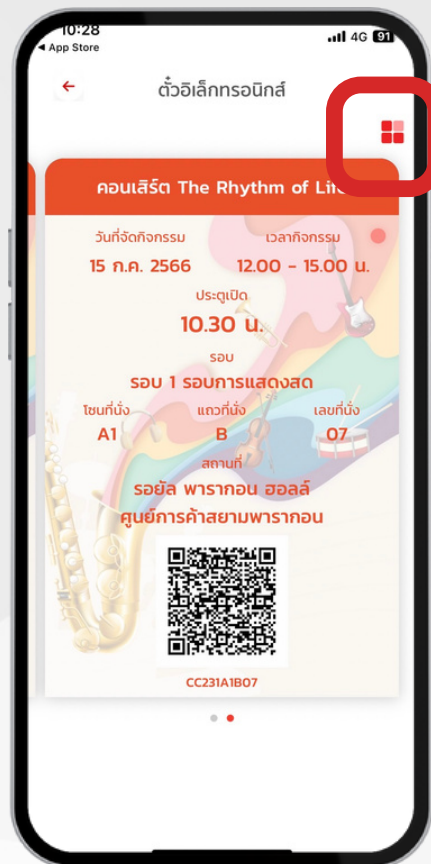 10:28
4G 91
◀ App Store
ตั๋วอิเล็กทรอนิกส์
คอนเสิร์ต The Rhythm of Life
วันที่จัดกิจกรรม เวลากิจกรรม
15 ก.ค. 2566 12.00 - 15.00 น.
ประตูเปิด
10.30 น.
รอบ
รอบ 1 รอบการแสดงสด
โซนที่นั่ง แถวที่นั่ง เลขที่นั่ง
A1 B 07
สถานที่
รอยัล พารากอน ฮอลล์
ศูนย์การค้าสยามพารากอน
CC231A1B07